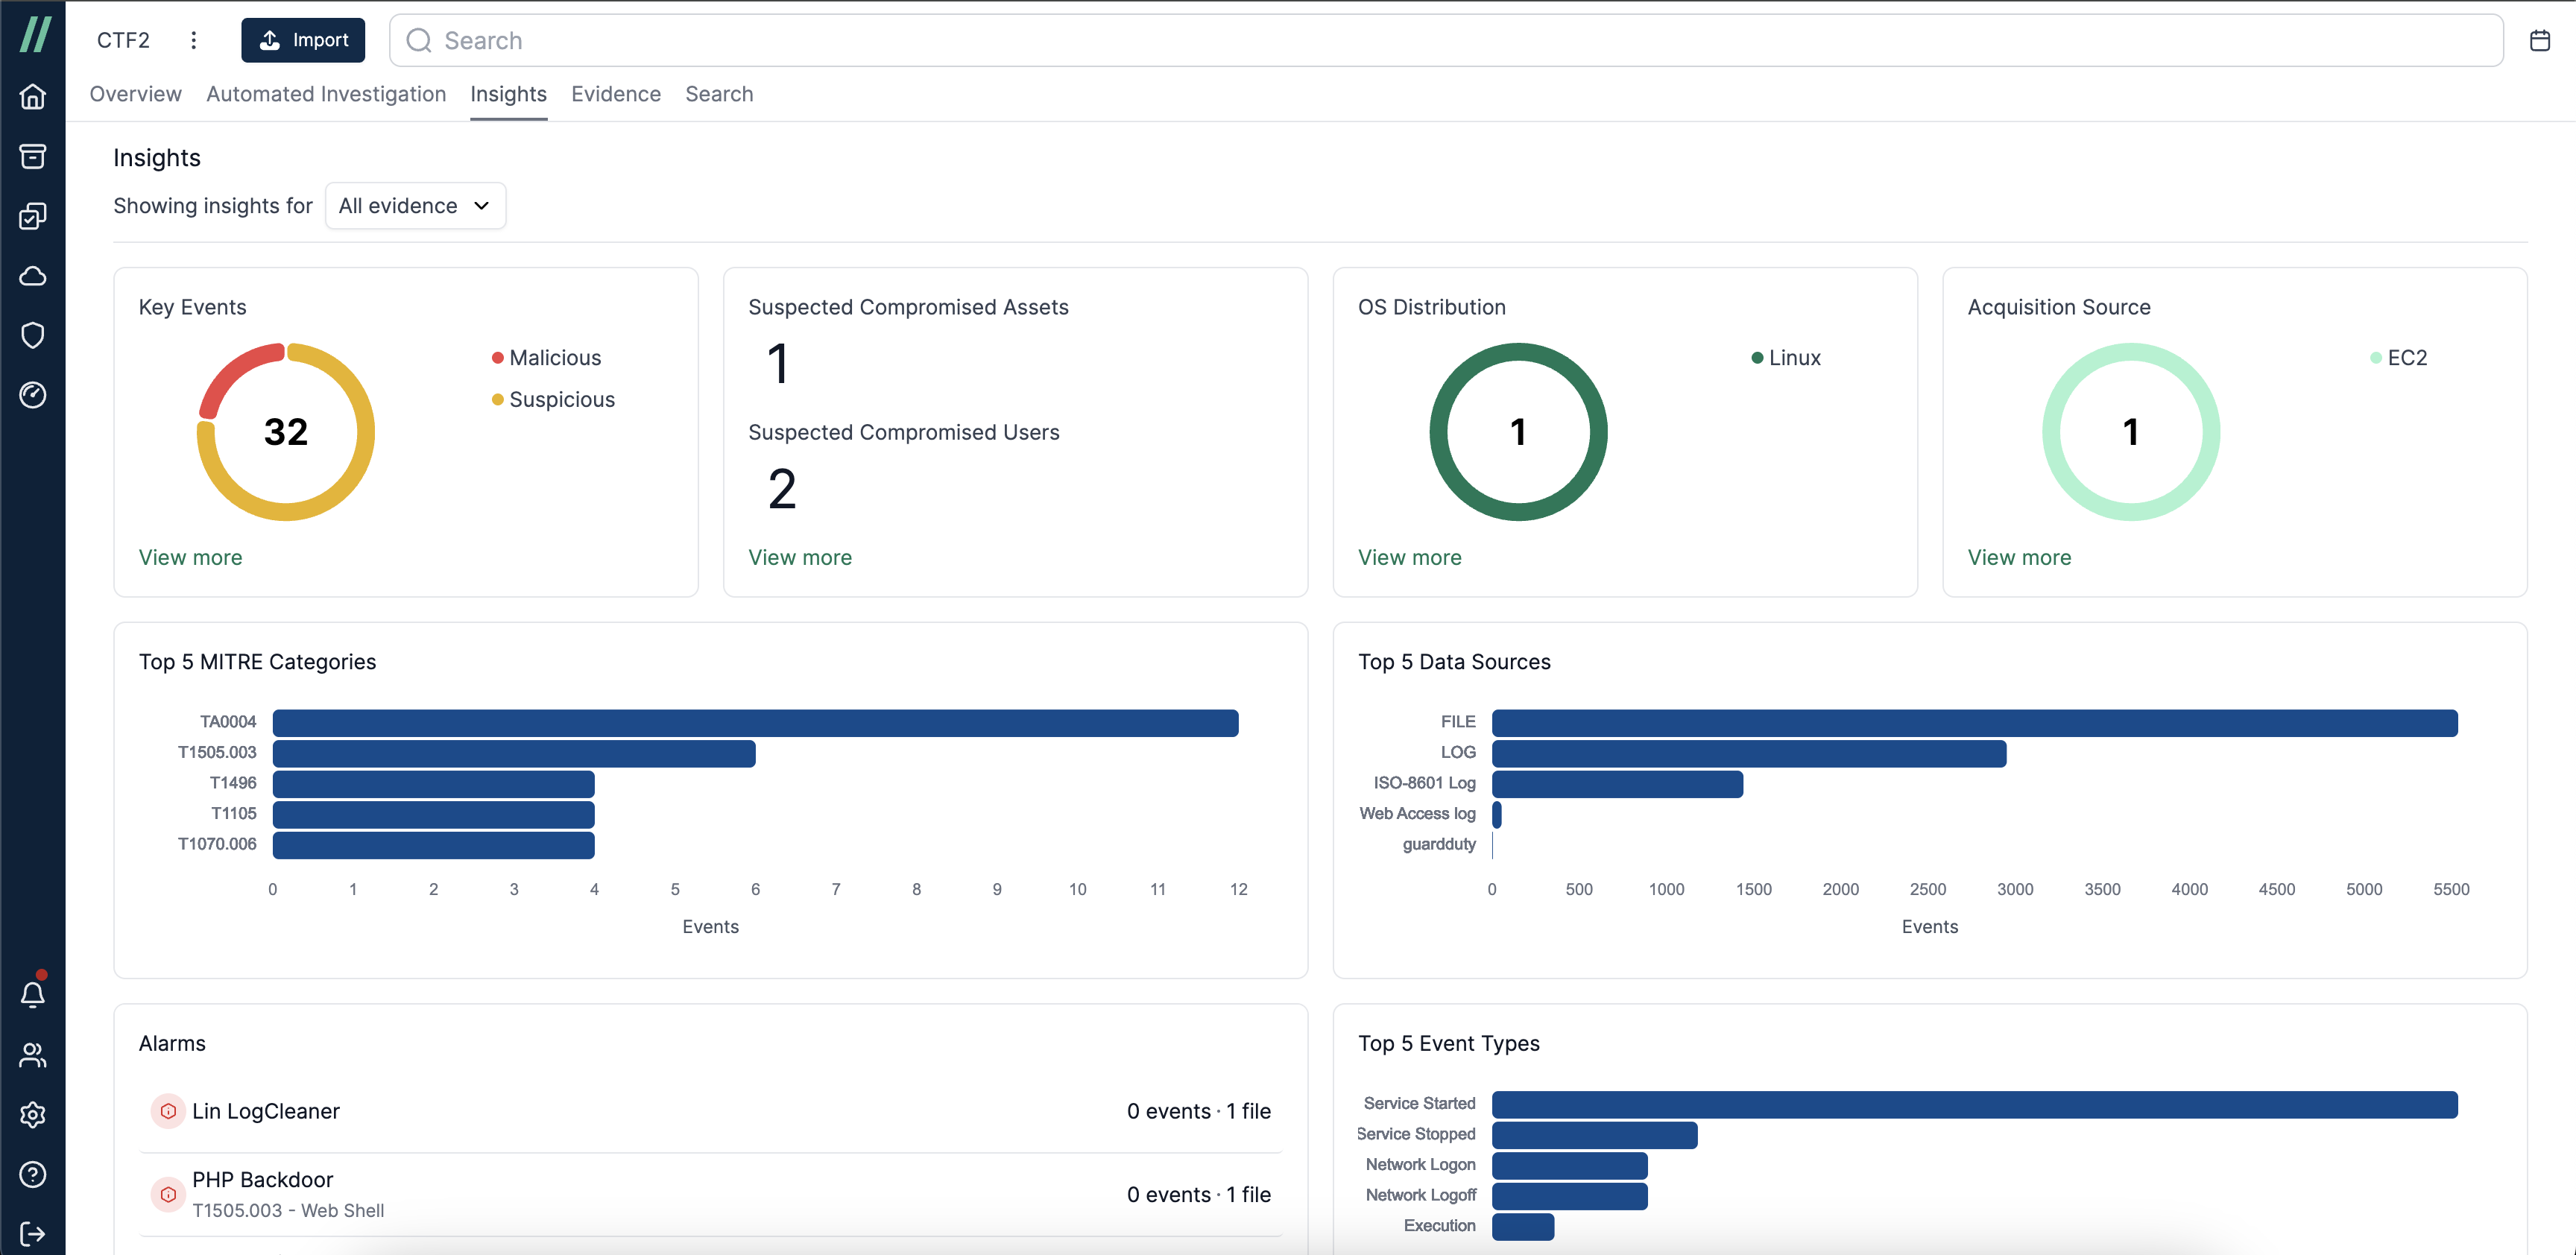 CTF2
Import
Search
Overview Automated Investigation Insights Evidence Search
Insights
Showing insights for All evidence
Key Events
Malicious
Suspicious
32
View more
Suspected Compromised Assets
1
Suspected Compromised Users
2
View more
OS Distribution
Linux
1
View more
Acquisition Source
EC2
1
View more
Top 5 MITRE Categories
TA0004
T1505.003
T1496
T1105
T1070.006
0 1 2 3 4 5 6 7 8 9 10 11 12
Events
Top 5 Data Sources
FILE
LOG
ISO-8601 Log
Web Access log
guardduty
0 500 1000 1500 2000 2500 3000 3500 4000 4500 5000 5500
Events
Alarms
Lin LogCleaner 0 events · 1 file
PHP Backdoor
T1505.003 - Web Shell
0 events · 1 file
Top 5 Event Types
Service Started
Service Stopped
Network Logon
Network Logoff
Execution